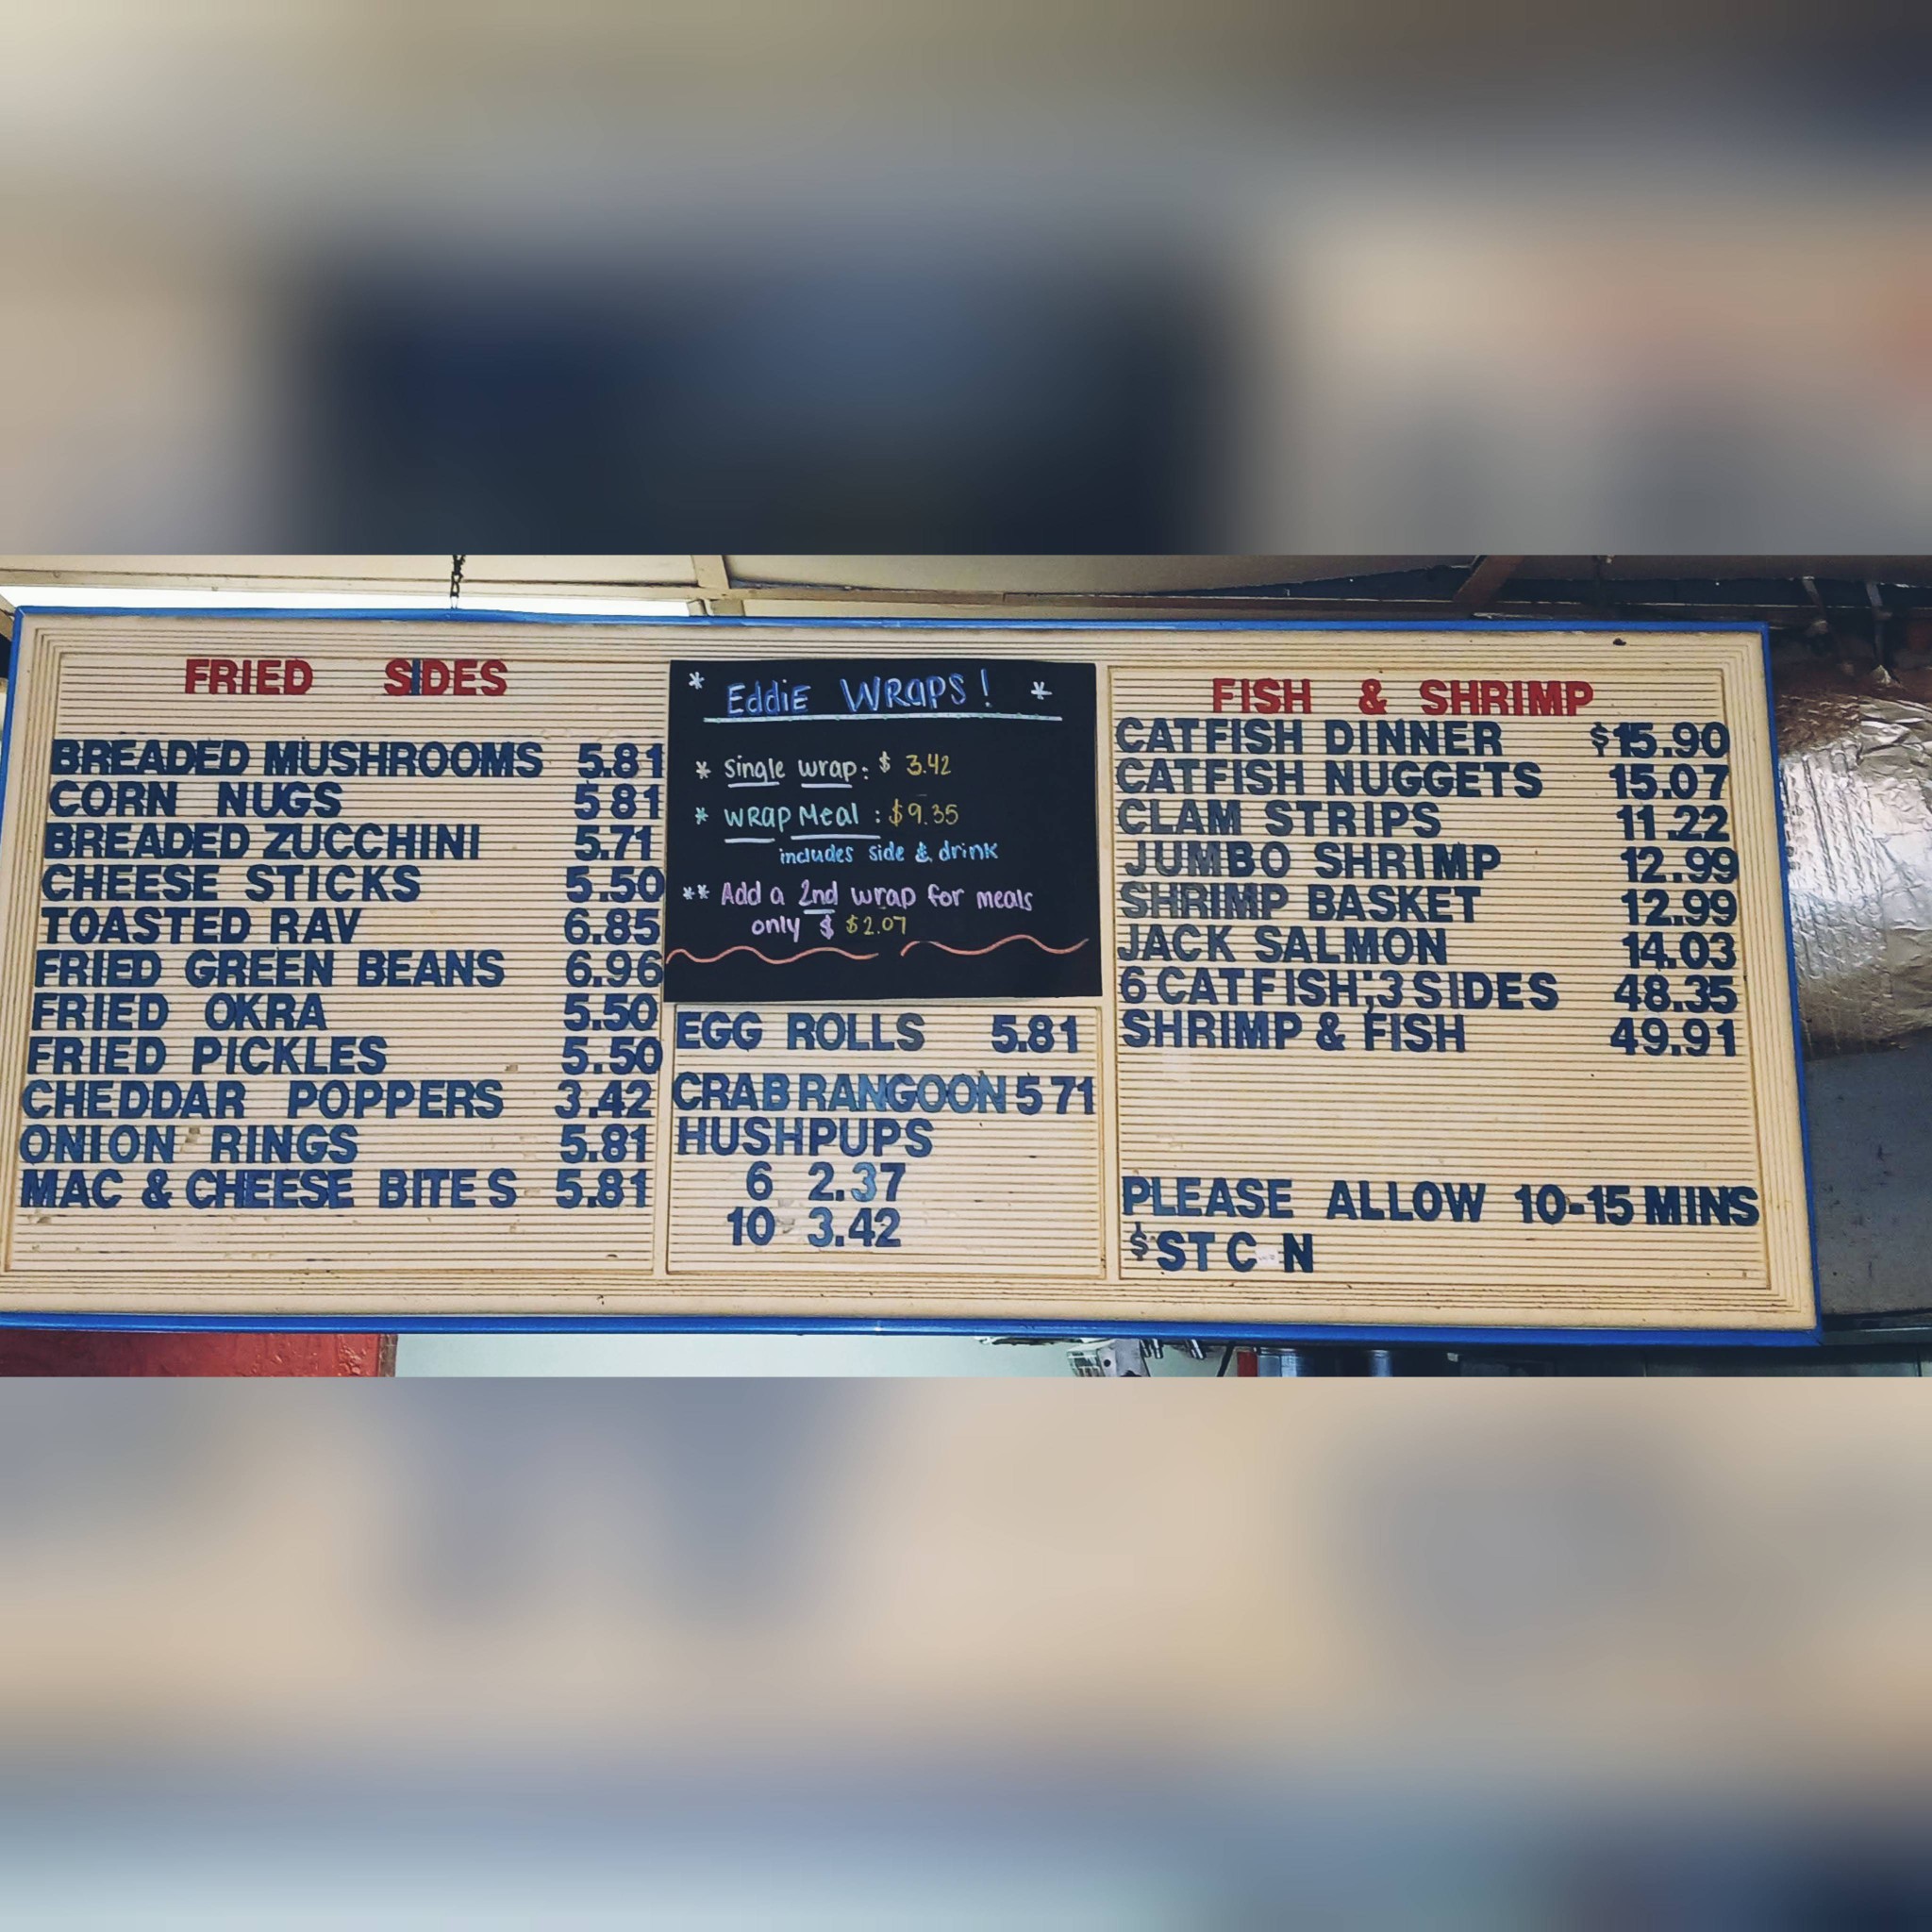 FRIED SIDES
BREADED MUSHROOMS 5.81
CORN NUGS 5 81
BREADED ZUCCHINI 5.71
CHEESE STICKS 5.50
TOASTED RAV 6.85
FRIED GREEN BEANS 6.96
FRIED OKRA 5.50
FRIED PICKLES 5.50
CHEDDAR POPPERS 3.42
ONION RINGS 5.81
MAC & CHEESE BITES 5.81
* EddiE WRaPS! *
* Single wrap: $ 3.42
* WRap Meal : $9.35
includes side & drink
** Add a 2nd wrap for meals
only $ $2.07
EGG ROLLS 5.81
CRAB RANGOON 5 71
HUSHPUPS
6 2.37
10 3.42
FISH & SHRIMP
CATFISH DINNER $15.90
CATFISH NUGGETS 15.07
CLAM STRIPS 11.22
JUMBO SHRIMP 12.99
SHRIMP BASKET 12.99
JACK SALMON 14.03
6 CATFISH;3 SIDES 48.35
SHRIMP & FISH 49.91
PLEASE ALLOW 10-15 MINS
$ ST C N